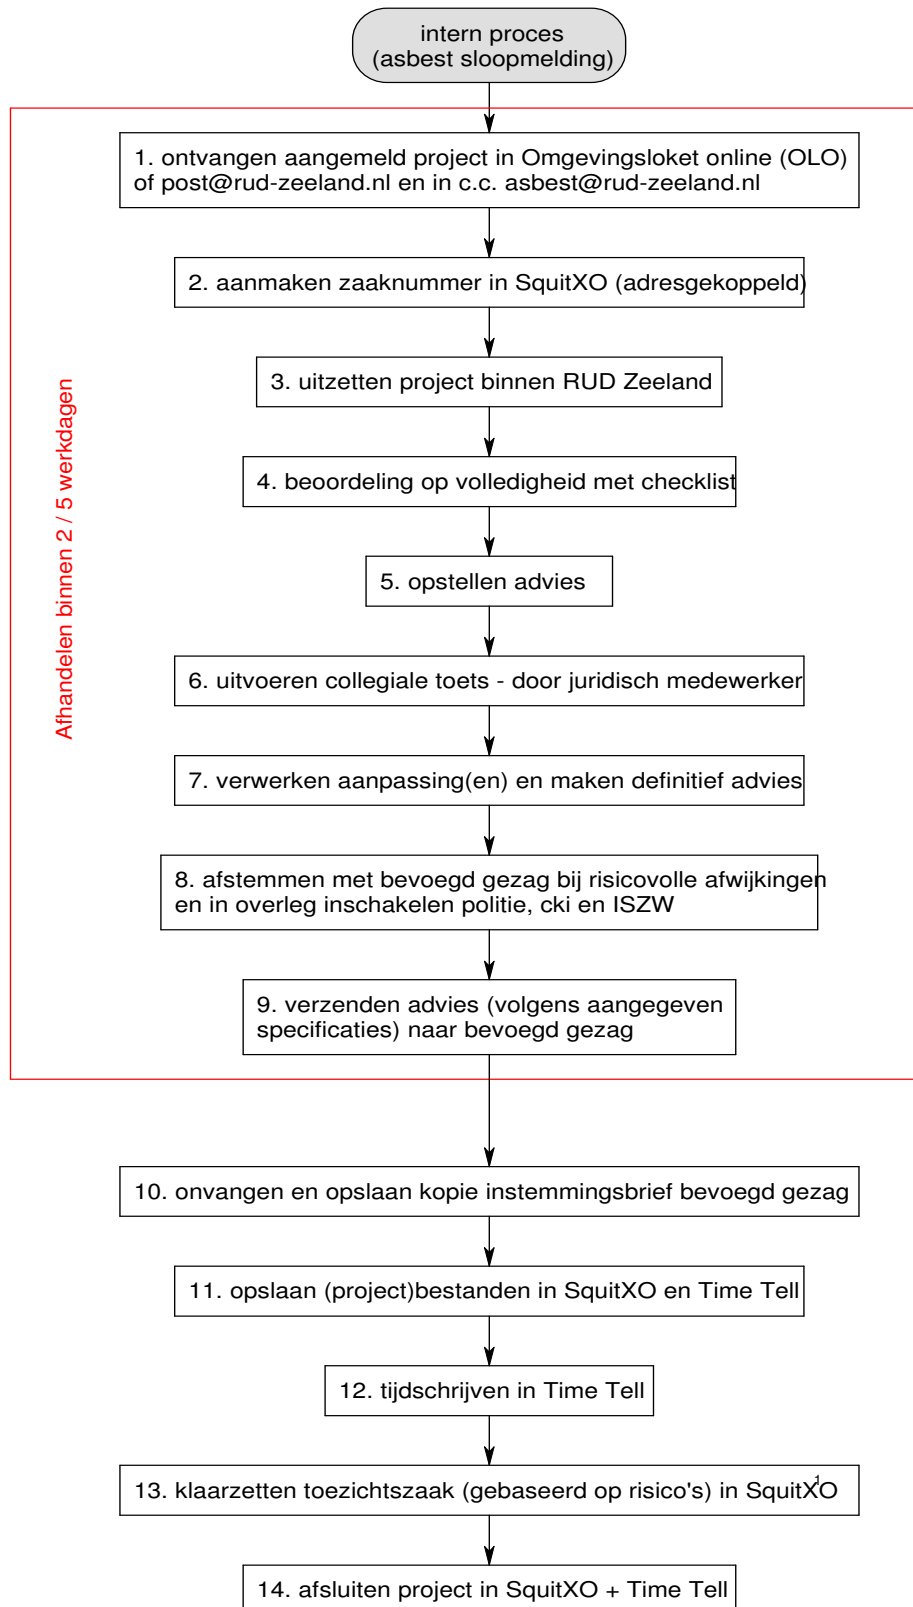 intern proces
(asbest sloopmelding)
1. ontvangen aangemeld project in Omgevingsloket online (OLO)
of post@rud-zeeland.nl en in c.c. asbest@rud-zeeland.nl
2. aanmaken zaaknummer in SquitXO (adresgekoppeld)
3. uitzetten project binnen RUD Zeeland
4. beoordeling op volledigheid met checklist
Afhandelen binnen 2 / 5 werkdagen
5. opstellen advies
6. uitvoeren collegiale toets - door juridisch medewerker
7. verwerken aanpassing(en) en maken definitief advies
8. afstemmen met bevoegd gezag bij risicovolle afwijkingen
en in overleg inschakelen politie, cki en ISZW
9. verzenden advies (volgens aangegeven
specificaties) naar bevoegd gezag
10. onvangen en opslaan kopie instemmingsbrief bevoegd gezag
11. opslaan (project)bestanden in SquitXO en Time Tell
12. tijdschrijven in Time Tell
13. klaarzetten toezichtszaak (gebaseerd op risico's) in SquitXO¹
14. afsluiten project in SquitXO + Time Tell